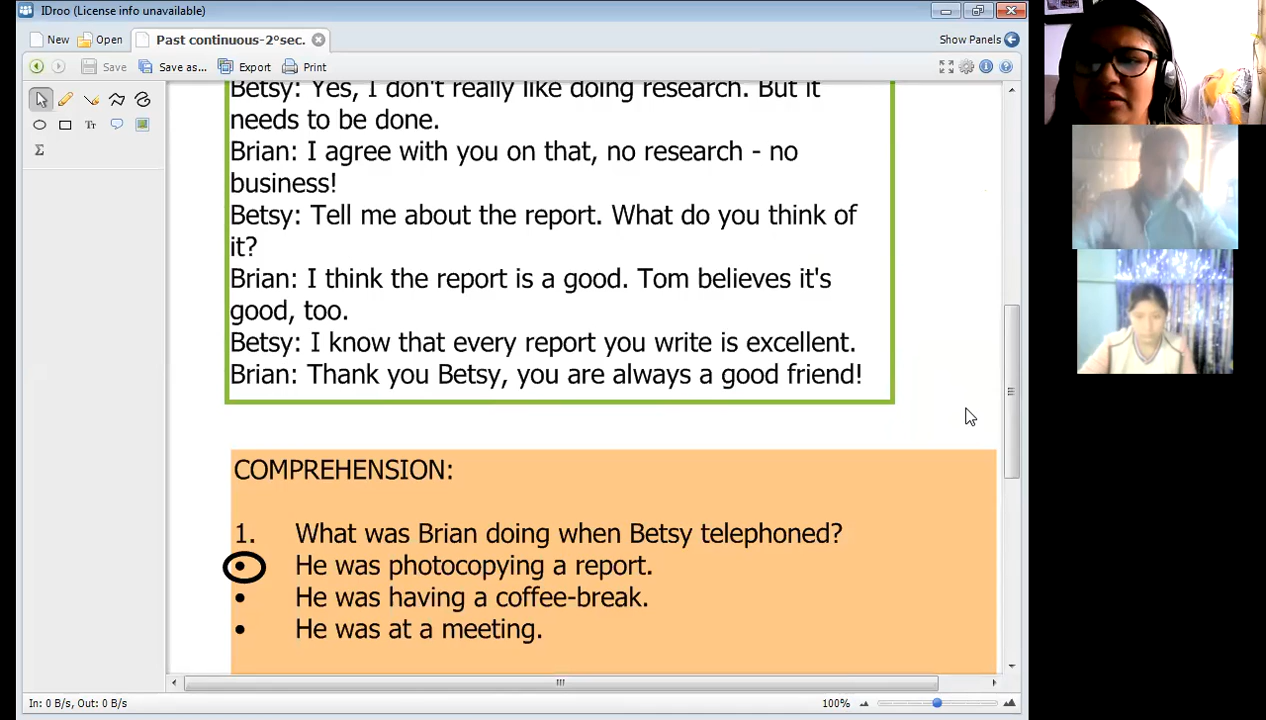 IDroo (License info unavailable)
New Open Past continuous-2ºsec. Show Panels
Save Save as... Export Print
Tr
Σ
Betsy: Yes, I don't really like doing research. But it
needs to be done.
Brian: I agree with you on that, no research - no
business!
Betsy: Tell me about the report. What do you think of
it?
Brian: I think the report is a good. Tom believes it's
good, too.
Betsy: I know that every report you write is excellent.
Brian: Thank you Betsy, you are always a good friend!
COMPREHENSION:
1. What was Brian doing when Betsy telephoned?
• He was photocopying a report.
• He was having a coffee-break.
• He was at a meeting.
In: 0 B/s, Out: 0 B/s 100%